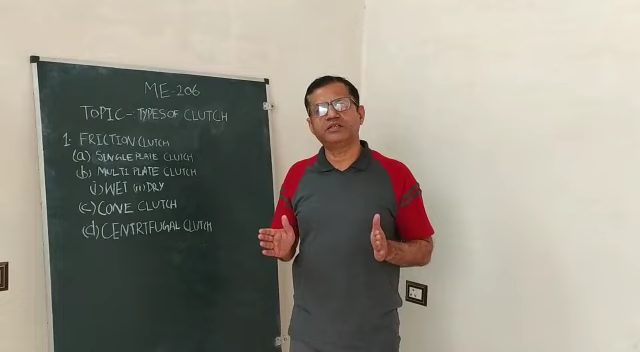 ME-206
TOPIC- TYPES OF CLUTCH
1. FRICTION CLUTCH
(a) SINGLE PLATE CLUTCH
(b) MULTI PLATE CLUTCH
(i) WET (ii) DRY
(c) CONE CLUTCH
(d) CENTRIFUGAL CLUTCH